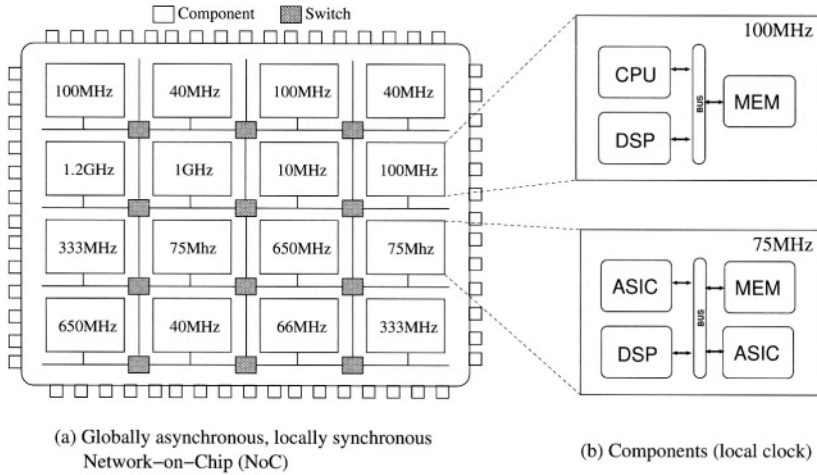 Component Switch
100MHz 40MHz 100MHz 40MHz
1.2GHz 1GHz 10MHz 100MHz
333MHz 75Mhz 650MHz 75Mhz
650MHz 40MHz 66MHz 333MHz
(a) Globally asynchronous, locally synchronous
Network-on-Chip (NoC)
100MHz
CPU
BUS
MEM
DSP
75MHz
ASIC
BUS
MEM
DSP
ASIC
(b) Components (local clock)